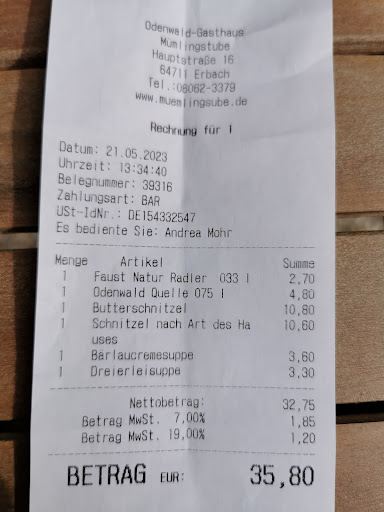 Odenwald-Gasthaus
Mümlingstube
Hauptstraße 16
64711 Erbach
Tel.:06062-3379
www.muemlingsube.de
Rechnung für 1
Datum: 21.05.2023
Uhrzeit: 13:34:40
Belegnummer: 39316
Zahlungsart: BAR
USt-IdNr.: DE154332547
Es bediente Sie: Andrea Mohr
Menge Artikel Summe
1 Faust Natur Radler 033 l 2,70
1 Odenwald Quelle 075 l 4,80
1 Butterschnitzel 10,80
1 Schnitzel nach Art des Ha 10,60
uses
1 Bärlaucremesuppe 3,60
1 Dreierleisuppe 3,30
Nettobetrag: 32,75
Betrag MwSt. 7,00% 1,85
Betrag MwSt. 19,00% 1,20
BETRAG EUR: 35,80